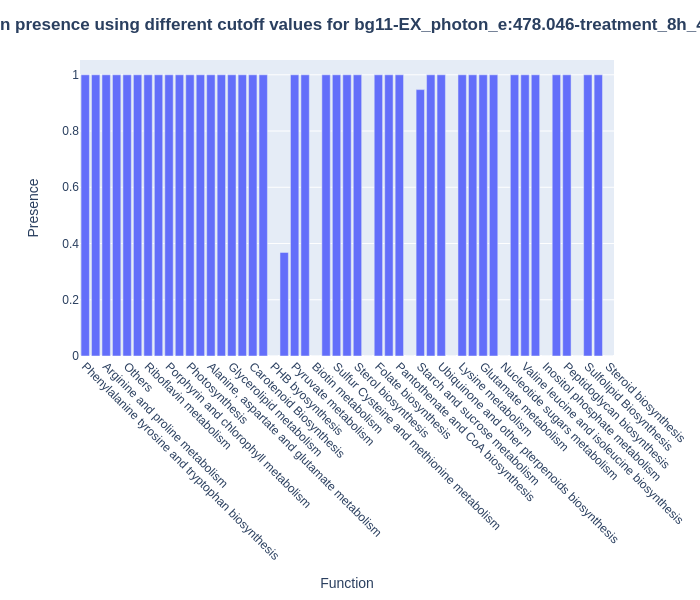 n presence using different cutoff values for bg11-EX_photon_e:478.046-treatment_8h_4
Presence
1
0.8
0.6
0.4
0.2
0
Phenylalanine tyrosine and tryptophan biosynthesis
Arginine and proline metabolism
Others
Riboflavin metabolism
Porphyrin and chlorophyll metabolism
Photosynthesis
Alanine, aspartate and glutamate metabolism
Glycerolipid metabolism
Carotenoid Biosynthesis
PHB byosynthesis
Pyruvate metabolism
Biotin metabolism
Sulfur Cysteine and methionine metabolism
Sterol biosynthesis
Folate biosynthesis
Pantothenate and CoA biosynthesis
Starch and sucrose metabolism
Ubiquinone and other pterpenoids biosynthesis
Lysine metabolism
Glutamate metabolism
Nucleotide sugars metabolism
Valine leucine and isoleucine biosynthesis
Inositol phosphate metabolism
Peptidoglycan biosynthesis
Sulfolipid Biosynthesis
Steroid biosynthesis
Function